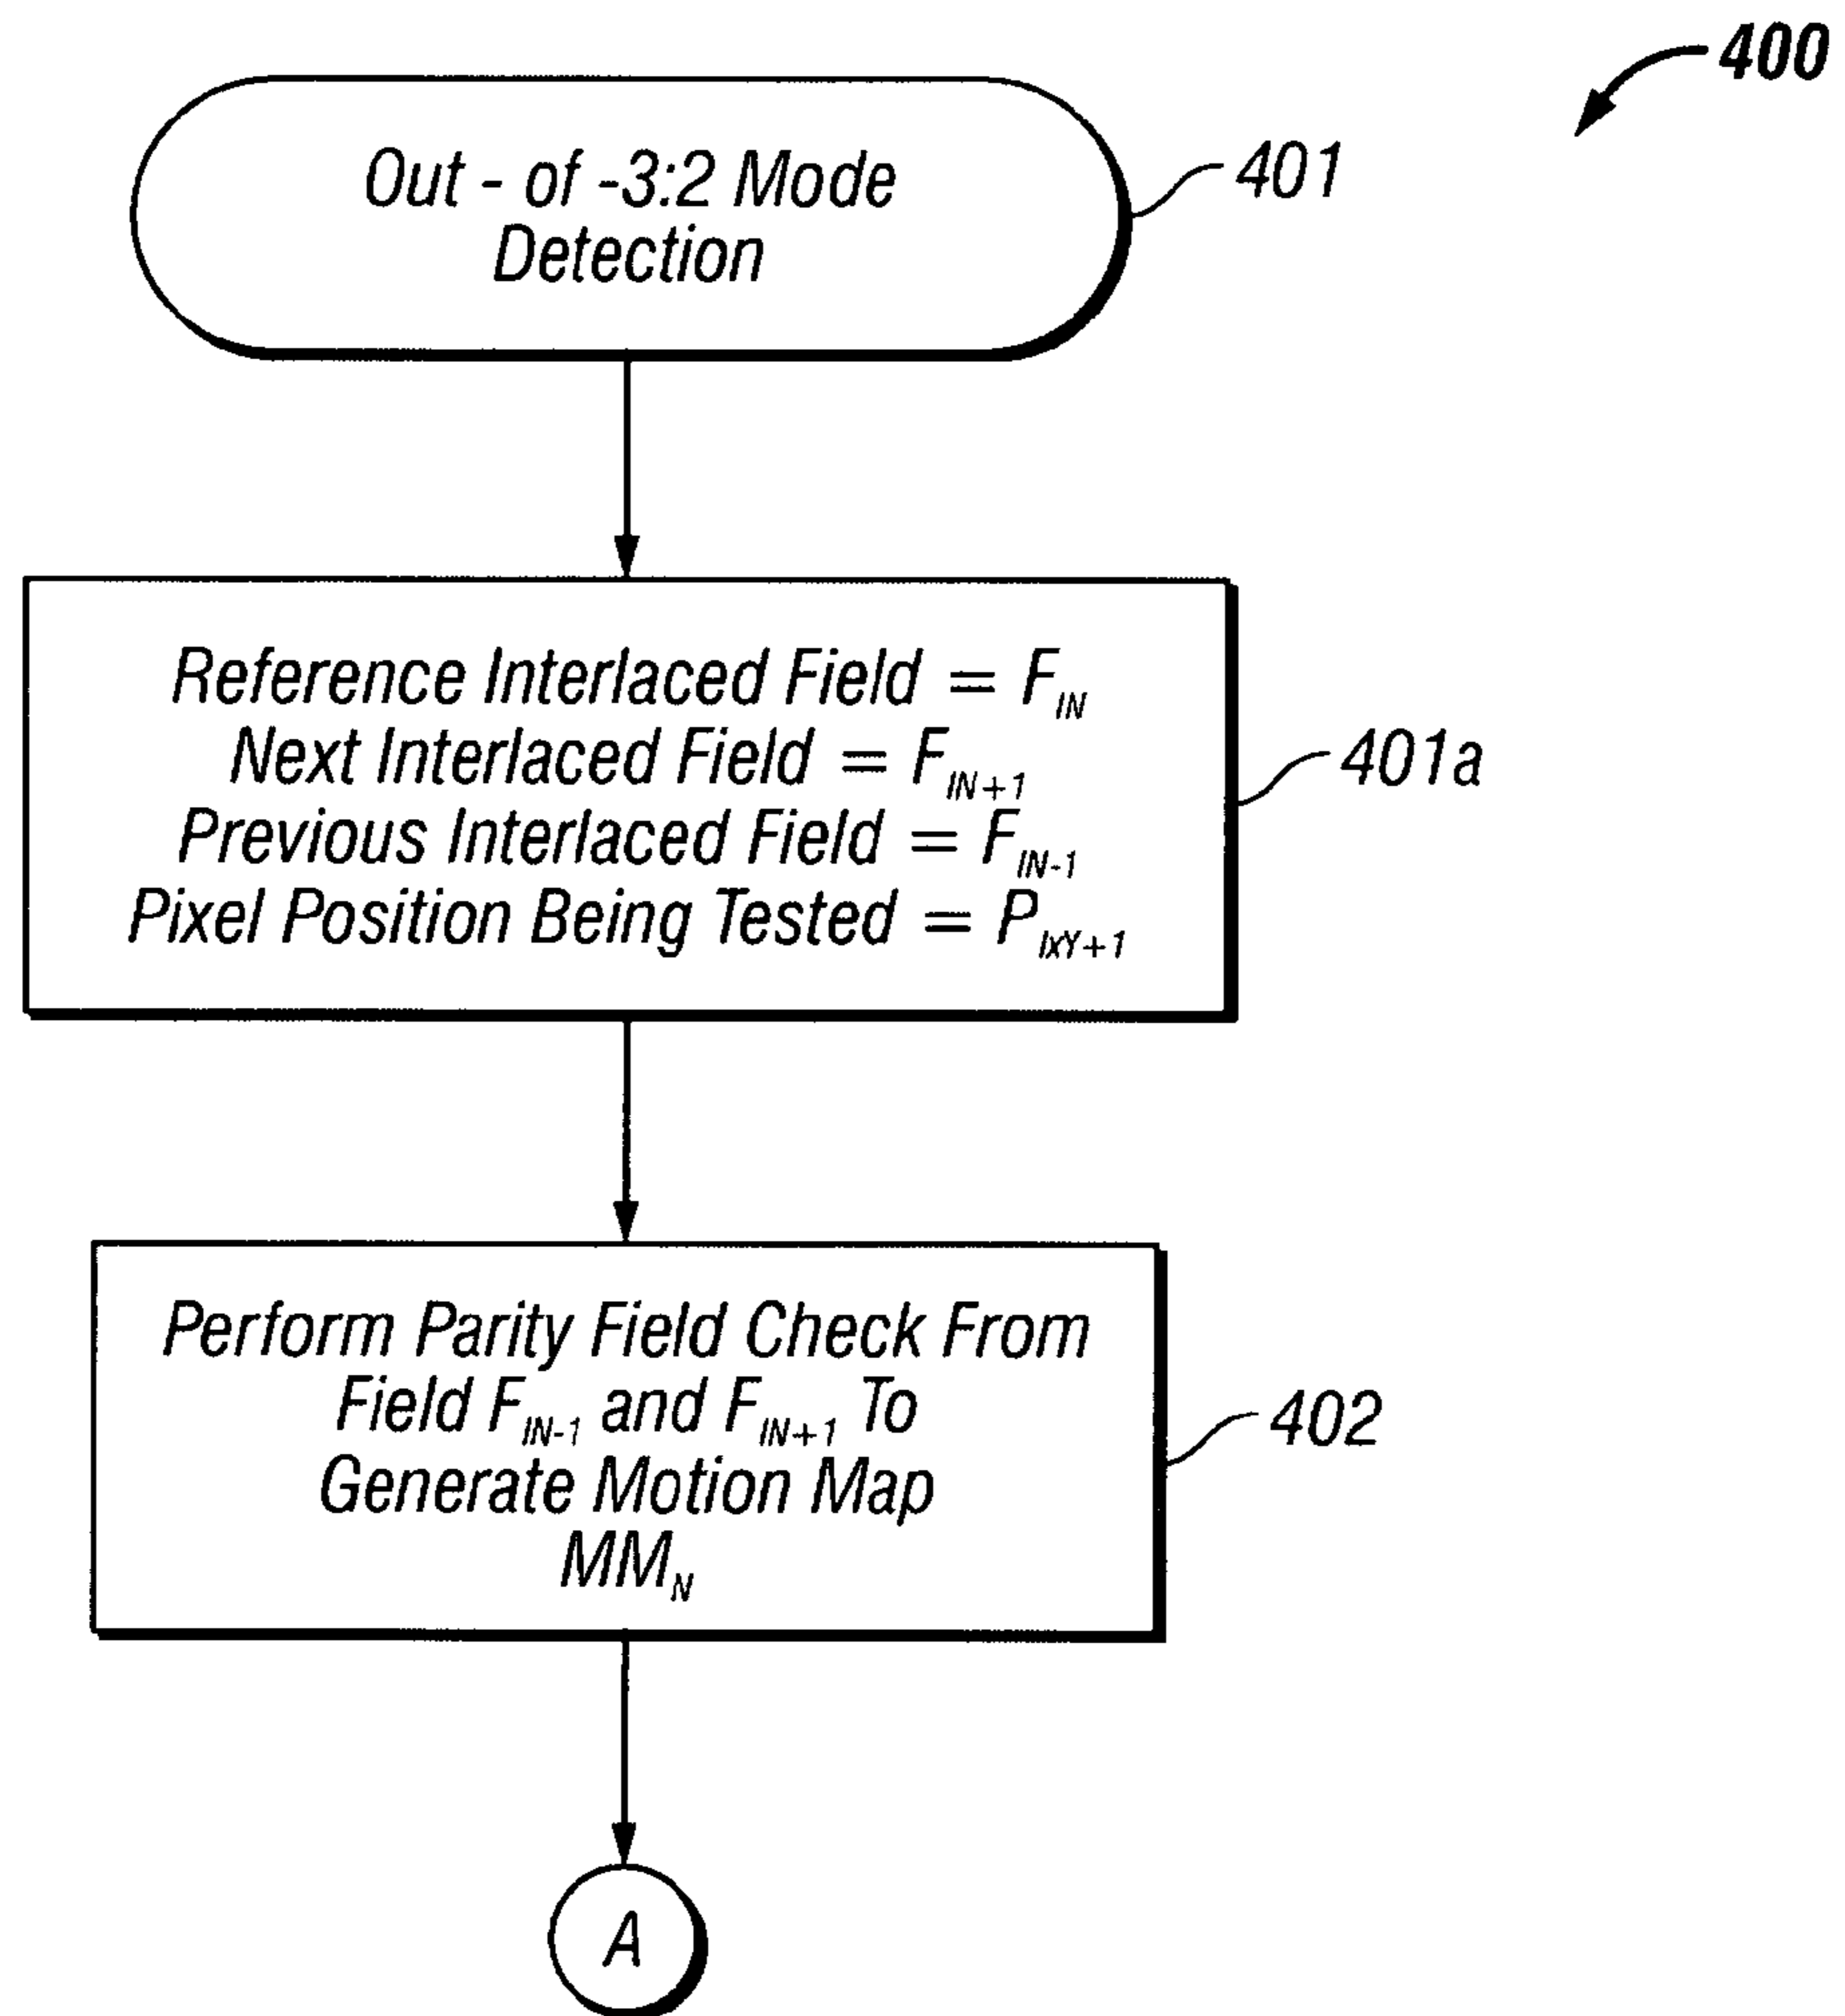 400
Out - of -3:2 Mode
Detection
401
Reference Interlaced Field = F_IN
Next Interlaced Field = F_IN+1
Previous Interlaced Field = F_IN-1
Pixel Position Being Tested = P_IXY+1
401a
Perform Parity Field Check From
Field F_IN-1 and F_IN+1 To
Generate Motion Map
MM_N
402
A